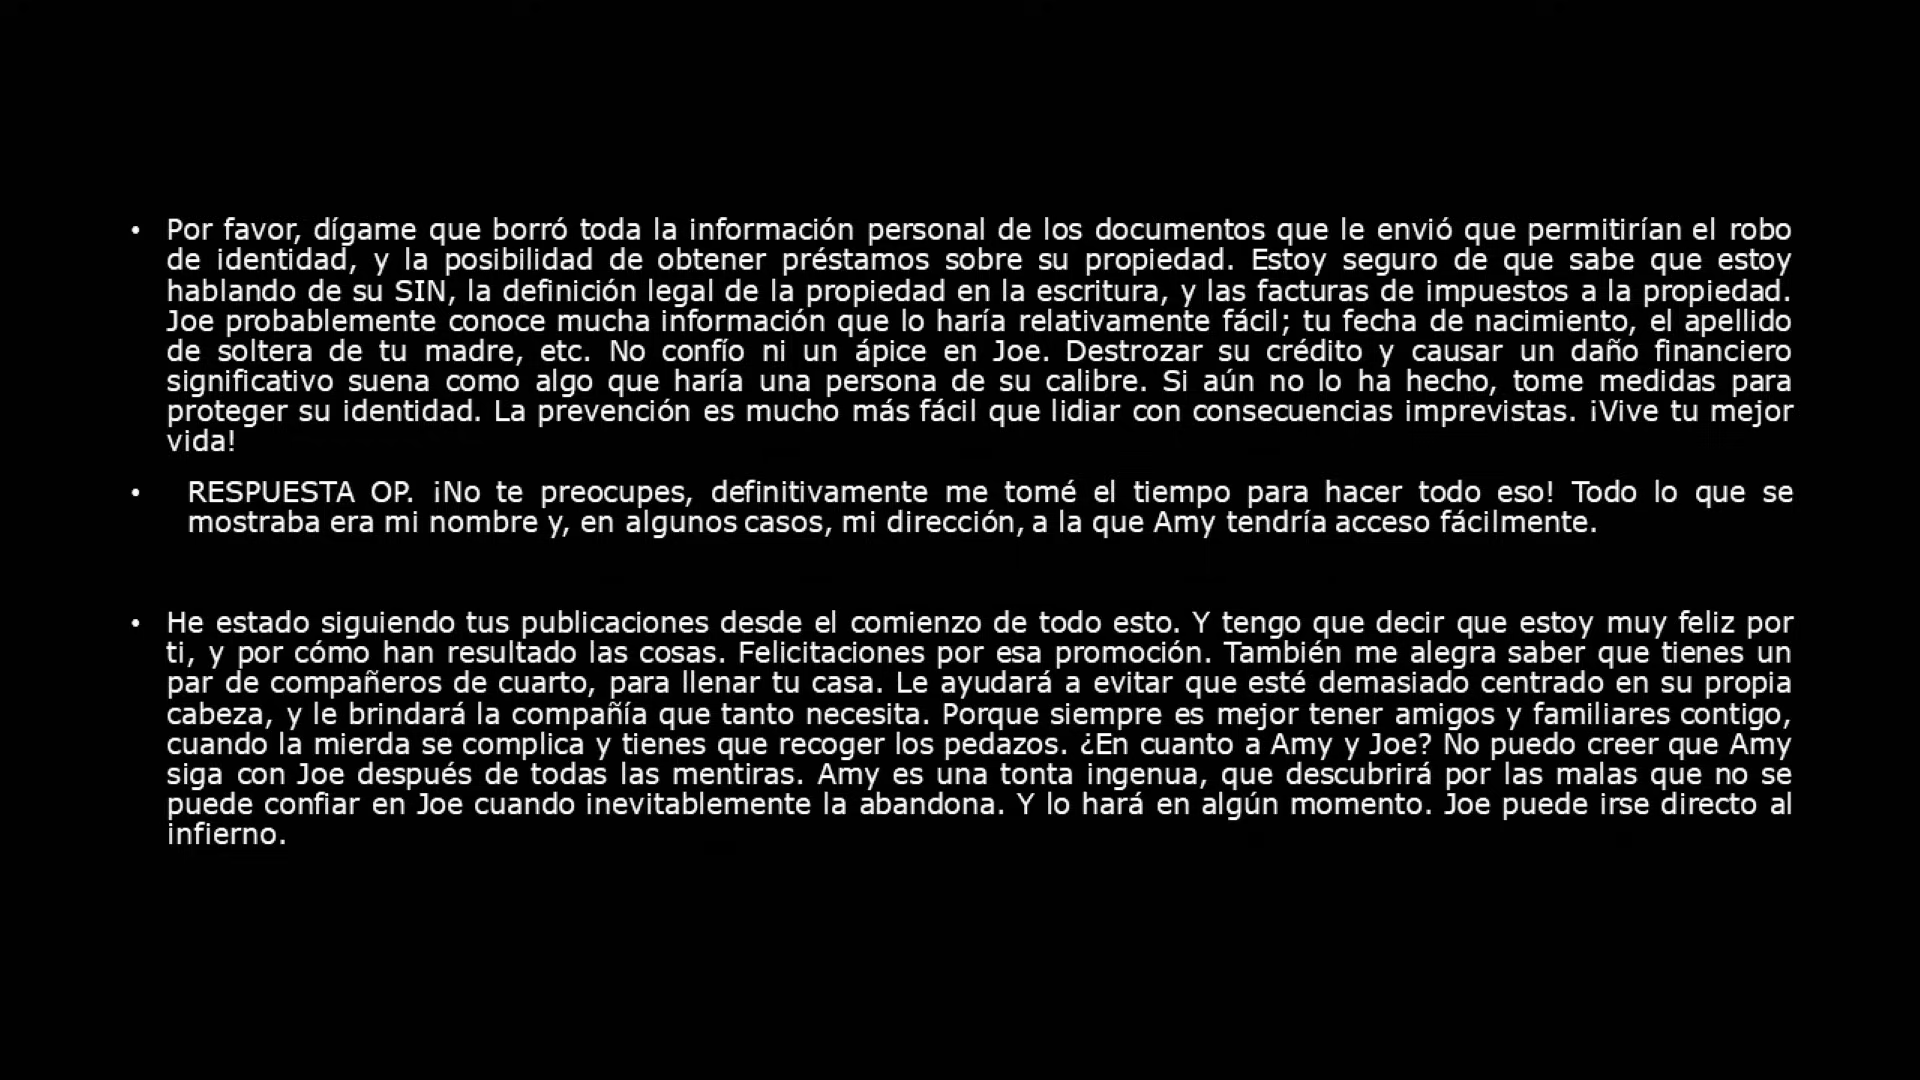 • Por favor, dígame que borró toda la información personal de los documentos que le envió que permitirían el robo
de identidad, y la posibilidad de obtener préstamos sobre su propiedad. Estoy seguro de que sabe que estoy
hablando de su SIN, la definición legal de la propiedad en la escritura, y las facturas de impuestos a la propiedad.
Joe probablemente conoce mucha información que lo haría relativamente fácil; tu fecha de nacimiento, el apellido
de soltera de tu madre, etc. No confío ni un ápice en Joe. Destrozar su crédito y causar un daño financiero
significativo suena como algo que haría una persona de su calibre. Si aún no lo ha hecho, tome medidas para
proteger su identidad. La prevención es mucho más fácil que lidiar con consecuencias imprevistas. ¡Vive tu mejor
vida!
• RESPUESTA OP. ¡No te preocupes, definitivamente me tomé el tiempo para hacer todo eso! Todo lo que se
mostraba era mi nombre y, en algunos casos, mi dirección, a la que Amy tendría acceso fácilmente.
• He estado siguiendo tus publicaciones desde el comienzo de todo esto. Y tengo que decir que estoy muy feliz por
ti, y por cómo han resultado las cosas. Felicitaciones por esa promoción. También me alegra saber que tienes un
par de compañeros de cuarto, para llenar tu casa. Le ayudará a evitar que esté demasiado centrado en su propia
cabeza, y le brindará la compañía que tanto necesita. Porque siempre es mejor tener amigos y familiares contigo,
cuando la mierda se complica y tienes que recoger los pedazos. ¿En cuanto a Amy y Joe? No puedo creer que Amy
siga con Joe después de todas las mentiras. Amy es una tonta ingenua, que descubrirá por las malas que no se
puede confiar en Joe cuando inevitablemente la abandona. Y lo hará en algún momento. Joe puede irse directo al
infierno.